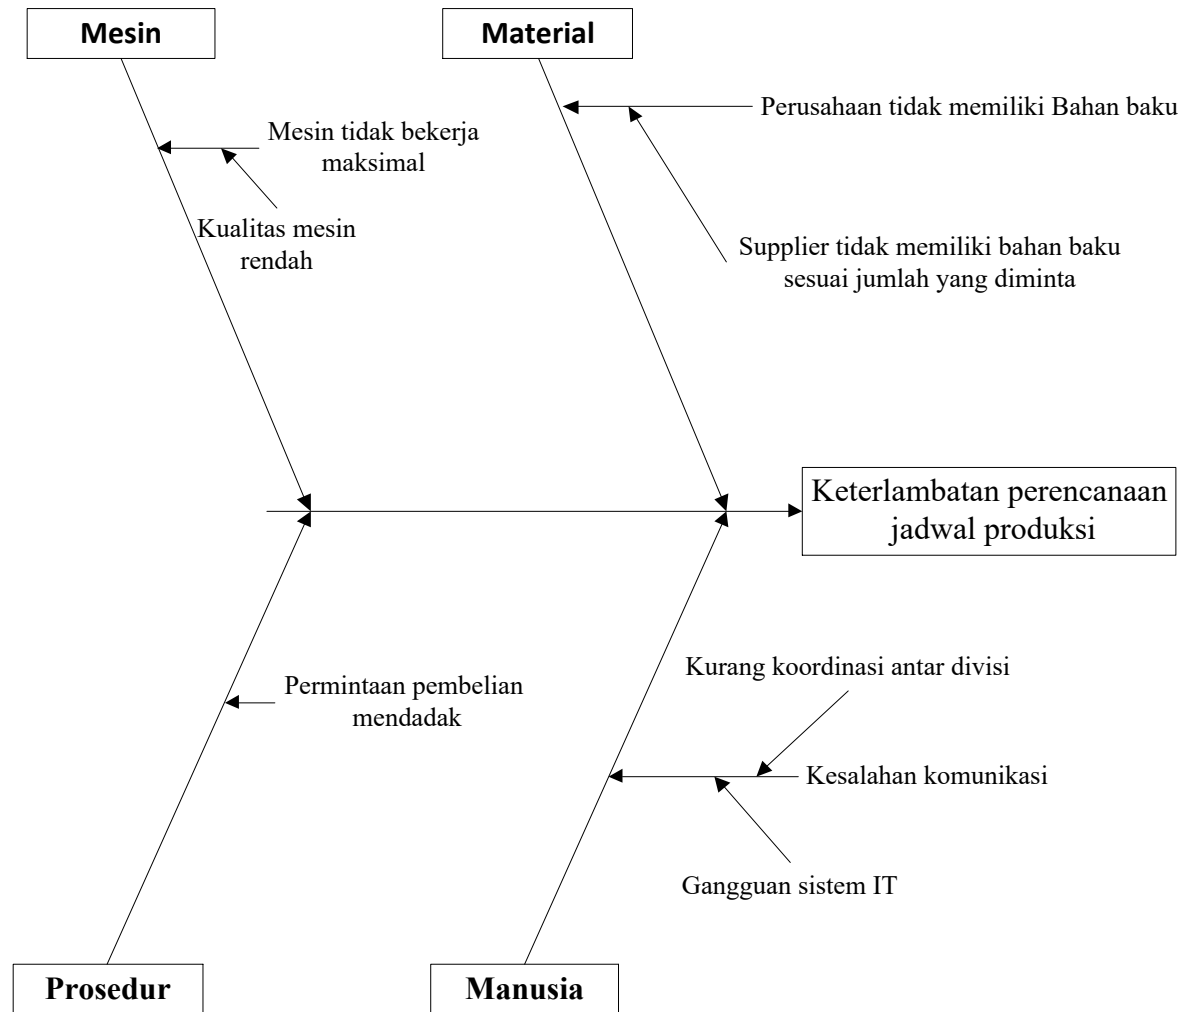 Mesin
Material
Perusahaan tidak memiliki Bahan baku
Mesin tidak bekerja
maksimal
Kualitas mesin
rendah
Supplier tidak memiliki bahan baku
sesuai jumlah yang diminta
Keterlambatan perencanaan
jadwal produksi
Kurang koordinasi antar divisi
Permintaan pembelian
mendadak
Kesalahan komunikasi
Gangguan sistem IT
Prosedur
Manusia